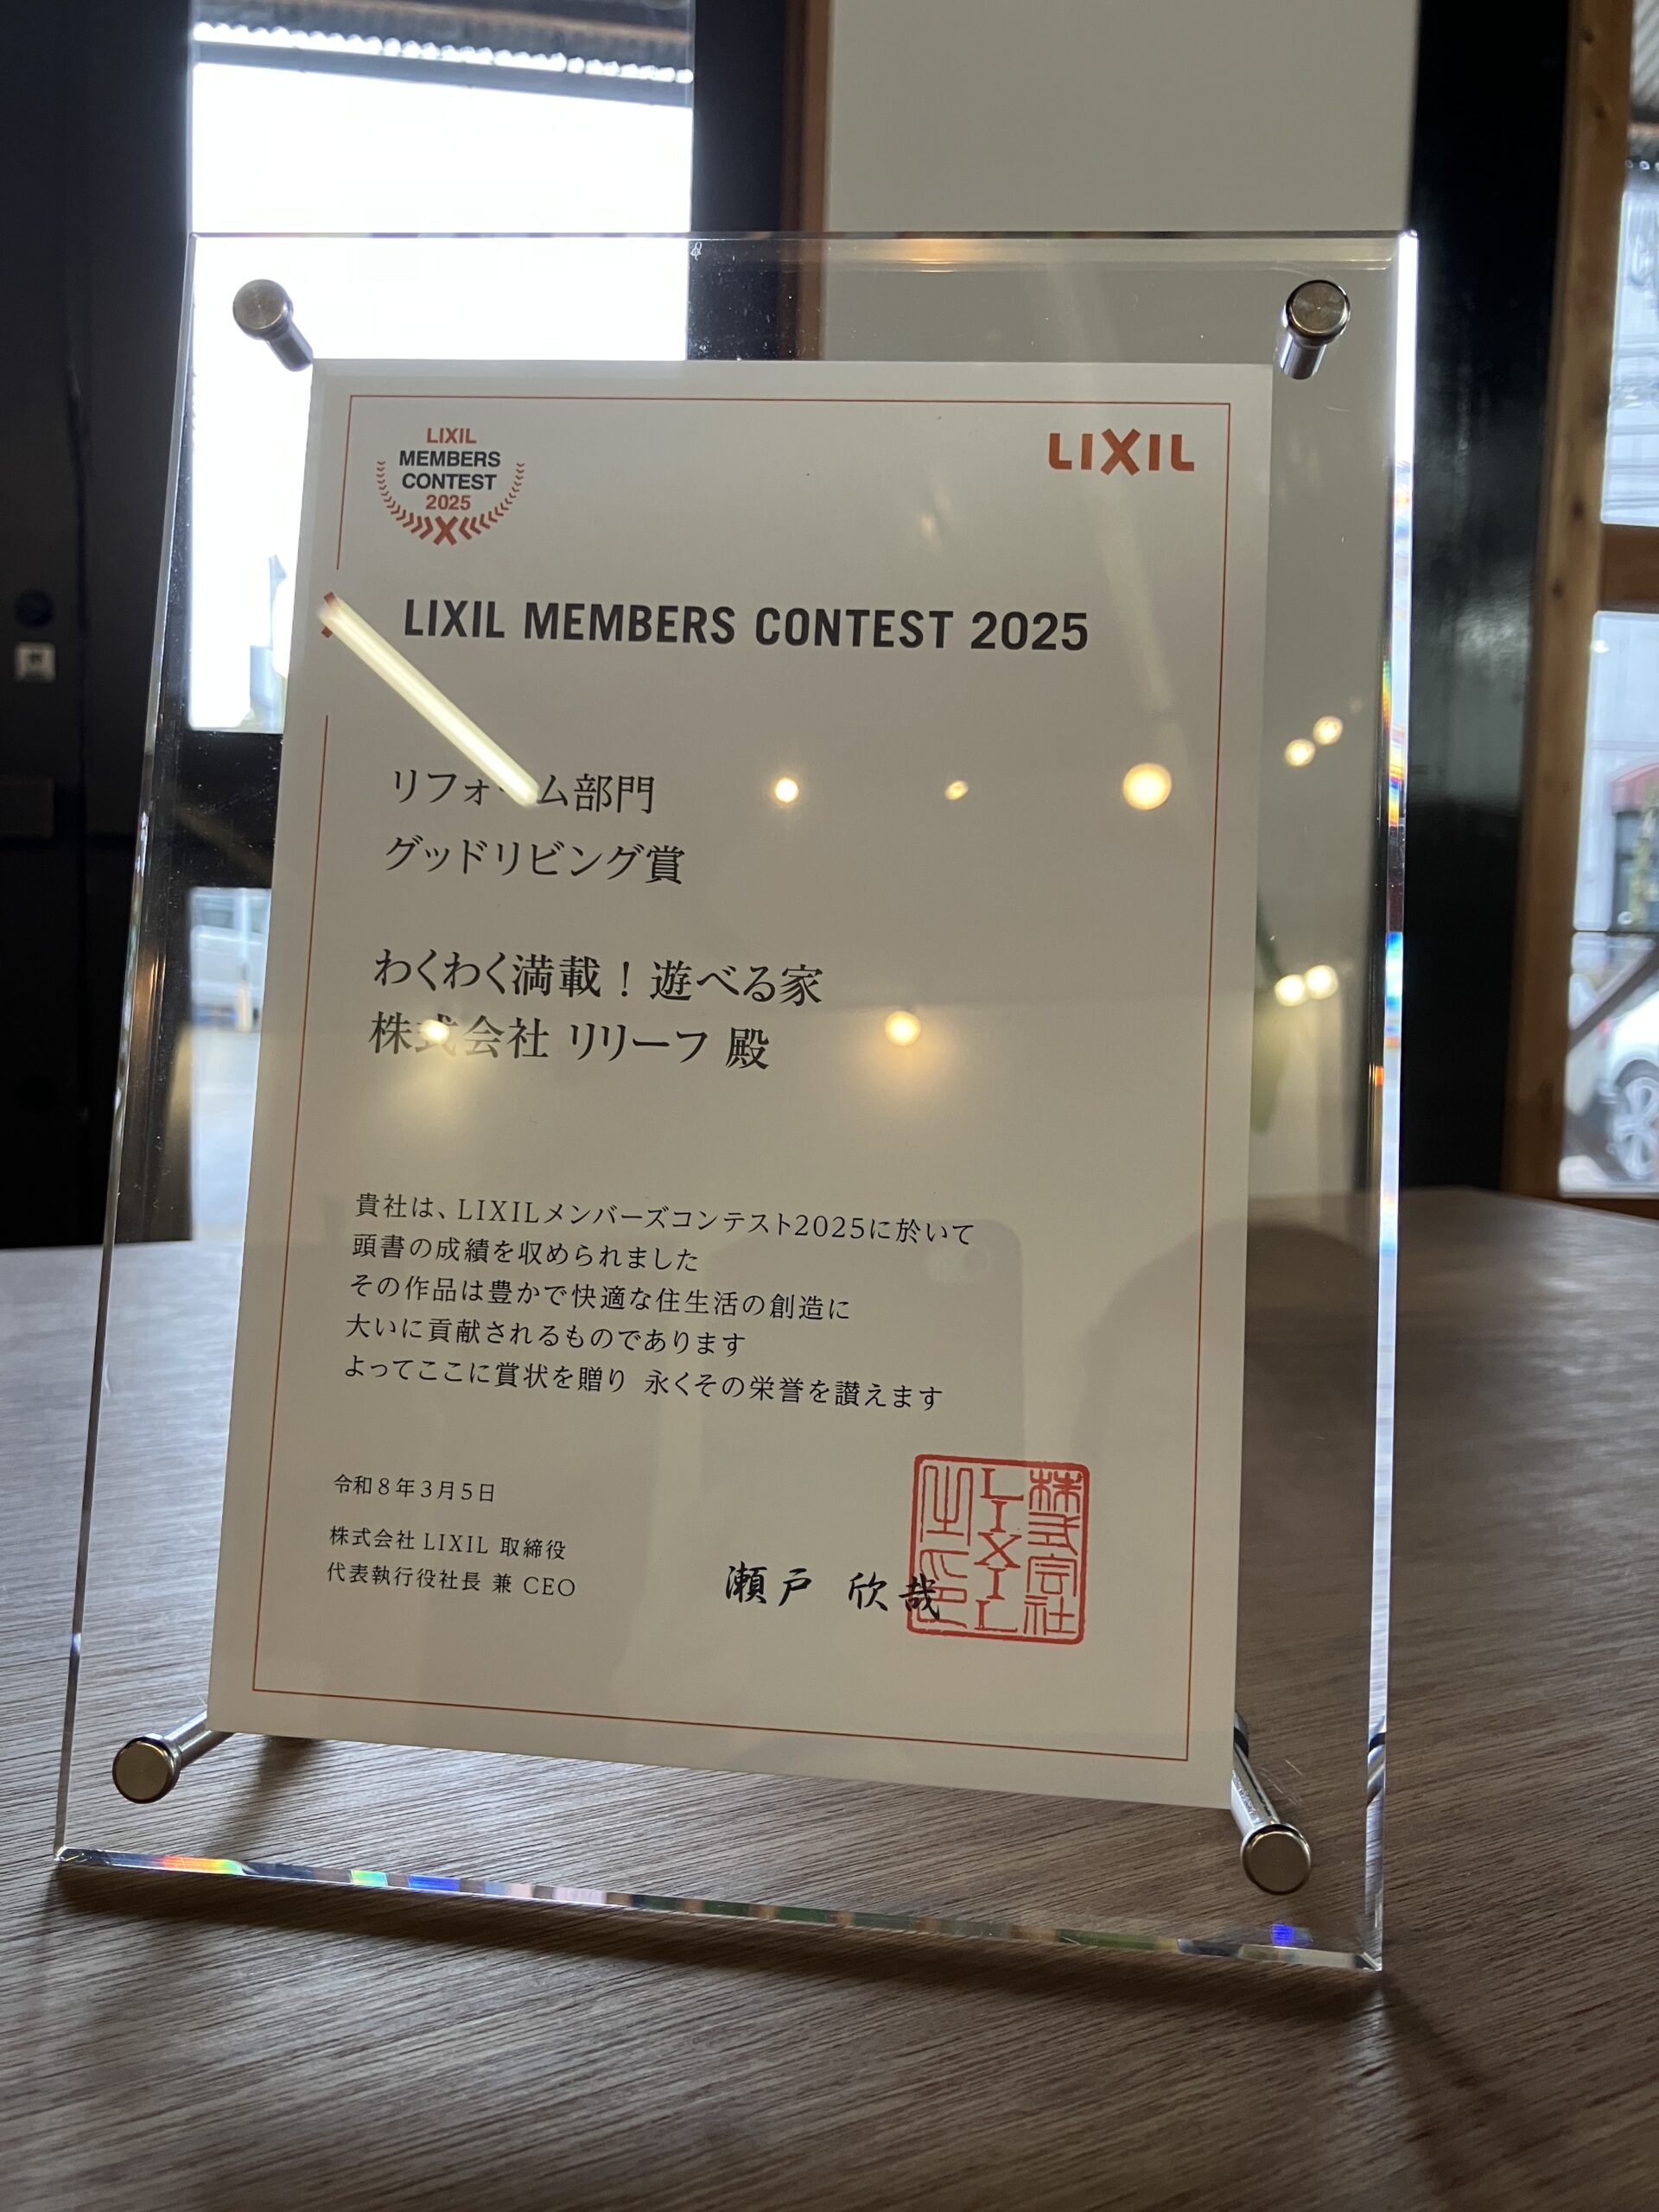 LIXIL
MEMBERS
CONTEST
2025
LIXIL
LIXIL MEMBERS CONTEST 2025
リフォーム部門
グッドリビング賞
わくわく満載！遊べる家
株式会社 リリーフ 殿
貴社は、LIXILメンバーズコンテスト2025に於いて
頭書の成績を収められました
その作品は豊かで快適な住生活の創造に
大いに貢献されるものであります
よってここに賞状を贈り 永くその栄誉を讃えます
令和8年3月5日
株式会社 LIXIL 取締役
代表執行役社長 兼 CEO
瀬戸 欣哉
株式会社
LIXIL
之印